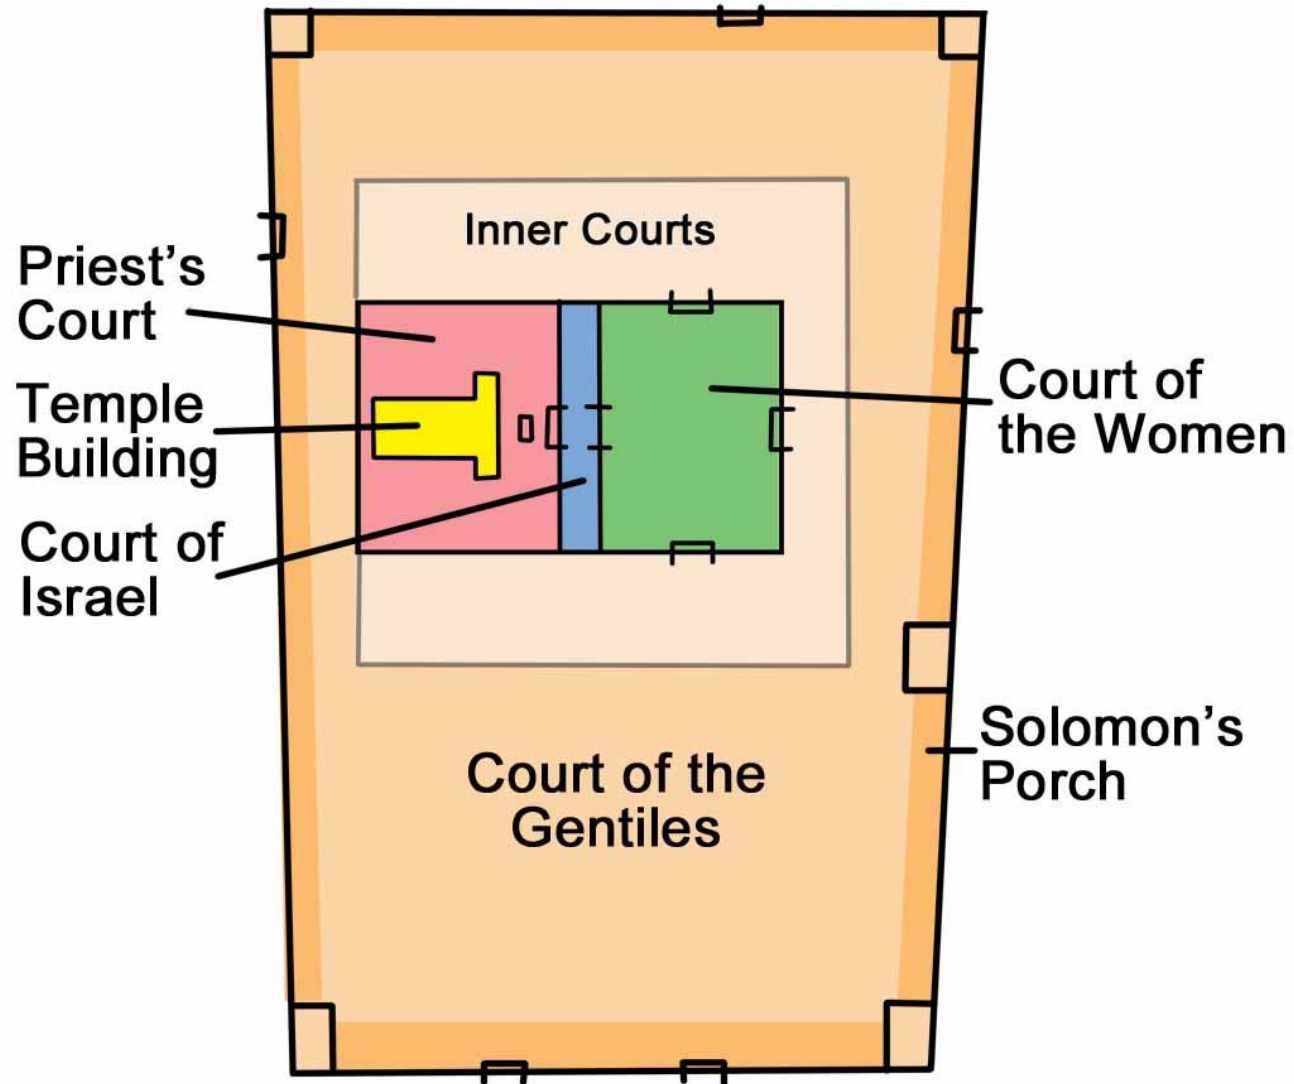 Inner Courts
Priest's
Court
Temple
Building
Court of
Israel
Court of
the Women
Solomon's
Porch
Court of the
Gentiles